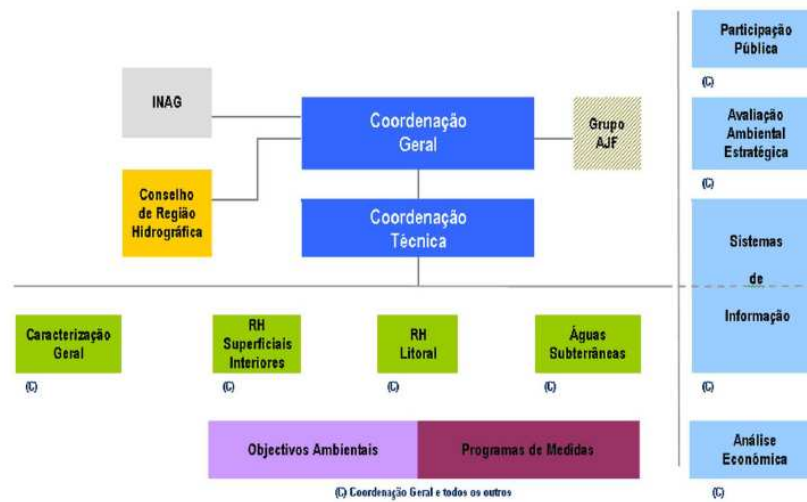 Participação
Pública
(C)
INAG
Coordenação
Geral
Grupo
AJF
Avaliação
Ambiental
Estratégica
(C)
Conselho
de Região
Hidrográfica
Coordenação
Técnica
Sistemas
de
Informação
(C)
Caracterização
Geral
(C)
RH
Superficiais
Interiores
(C)
RH
Litoral
(C)
Águas
Subterrâneas
(C)
Objectivos Ambientais
Programas de Medidas
Análise
Económica
(C)
(C) Coordenação Geral e todos os outros